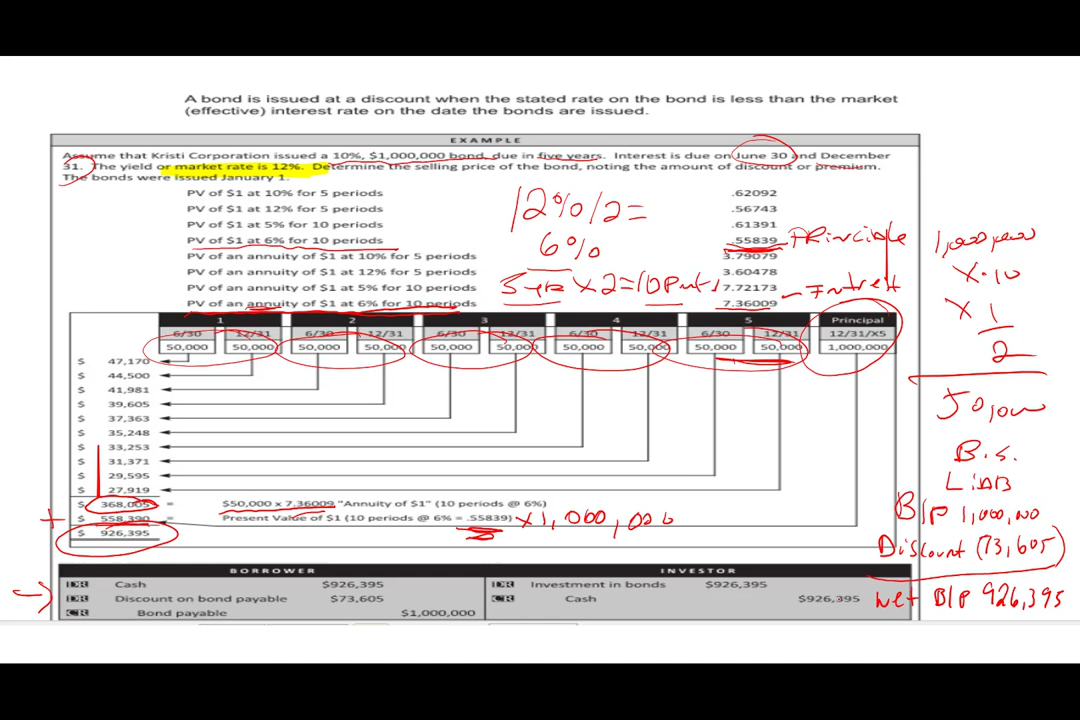 A bond is issued at a discount when the stated rate on the bond is less than the market
(effective) interest rate on the date the bonds are issued.
EXAMPLE
Assume that Kristi Corporation issued a 10%, $1,000,000 bond, due in five years. Interest is due on June 30 and December
31. The yield or market rate is 12%. Determine the selling price of the bond, noting the amount of discount or premium.
The bonds were issued January 1.
PV of $1 at 10% for 5 periods .62092
PV of $1 at 12% for 5 periods .56743
PV of $1 at 5% for 10 periods .61391
PV of $1 at 6% for 10 periods .55839
PV of an annuity of $1 at 10% for 5 periods 3.79079
PV of an annuity of $1 at 12% for 5 periods 3.60478
PV of an annuity of $1 at 5% for 10 periods 7.72173
PV of an annuity of $1 at 6% for 10 periods 7.36009
12%/2=
6%
5 yrs x 2=10
PRinciple
Intrest
1,000,000
x .10
x 1
2
50,000
B.S.
LiAB
B/P 1,000,000
Discount (73,605)
Net B/P 926,395
1 2 3 4 5 Principal
6/30 12/31 6/30 12/31 6/30 12/31 6/30 12/31 6/30 12/31 12/31/X5
50,000 50,000 50,000 50,000 50,000 50,000 50,000 50,000 50,000 50,000 1,000,000
$ 47,170
$ 44,500
$ 41,981
$ 39,605
$ 37,363
$ 35,248
$ 33,253
$ 31,371
$ 29,595
$ 27,919
$ 368,005 = $50,000 x 7.36009 "Annuity of $1" (10 periods @ 6%)
+ $ 558,390 = Present Value of $1 (10 periods @ 6% = .55839) x 1,000,000
$ 926,395
BORROWER INVESTOR
DR Cash $926,395 DR Investment in bonds $926,395
DR Discount on bond payable $73,605 CR Cash $926,395
CR Bond payable $1,000,000